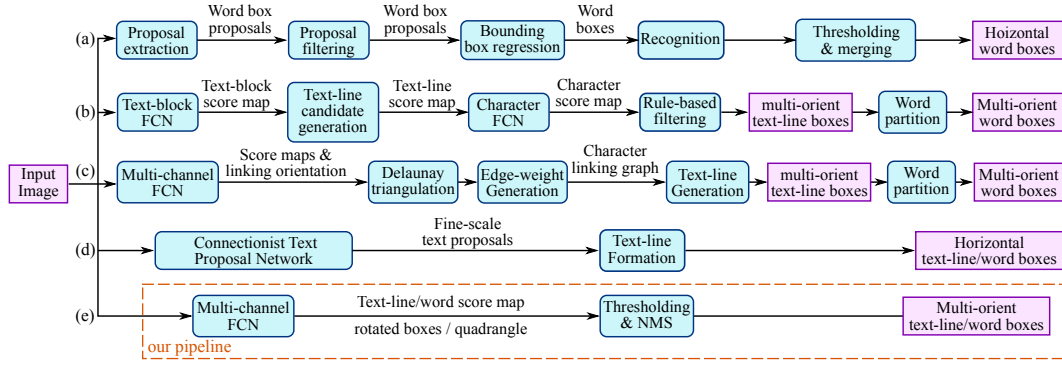 Input
Image
(a)
Proposal
extraction
Word box
proposals
Proposal
filtering
Word box
proposals
Bounding
box regression
Word
boxes
Recognition
Thresholding
& merging
Hoizontal
word boxes
(b)
Text-block
FCN
Text-block
score map
Text-line
candidate
generation
Text-line
score map
Character
FCN
Character
score map
Rule-based
filtering
multi-orient
text-line boxes
Word
partition
Multi-orient
word boxes
(c)
Multi-channel
FCN
Score maps &
linking orientation
Delaunay
triangulation
Edge-weight
Generation
Character
linking graph
Text-line
Generation
multi-orient
text-line boxes
Word
partition
Multi-orient
word boxes
(d)
Connectionist Text
Proposal Network
Fine-scale
text proposals
Text-line
Formation
Horizontal
text-line/word boxes
(e)
Multi-channel
FCN
Text-line/word score map
rotated boxes / quadrangle
Thresholding
& NMS
Multi-orient
text-line/word boxes
our pipeline